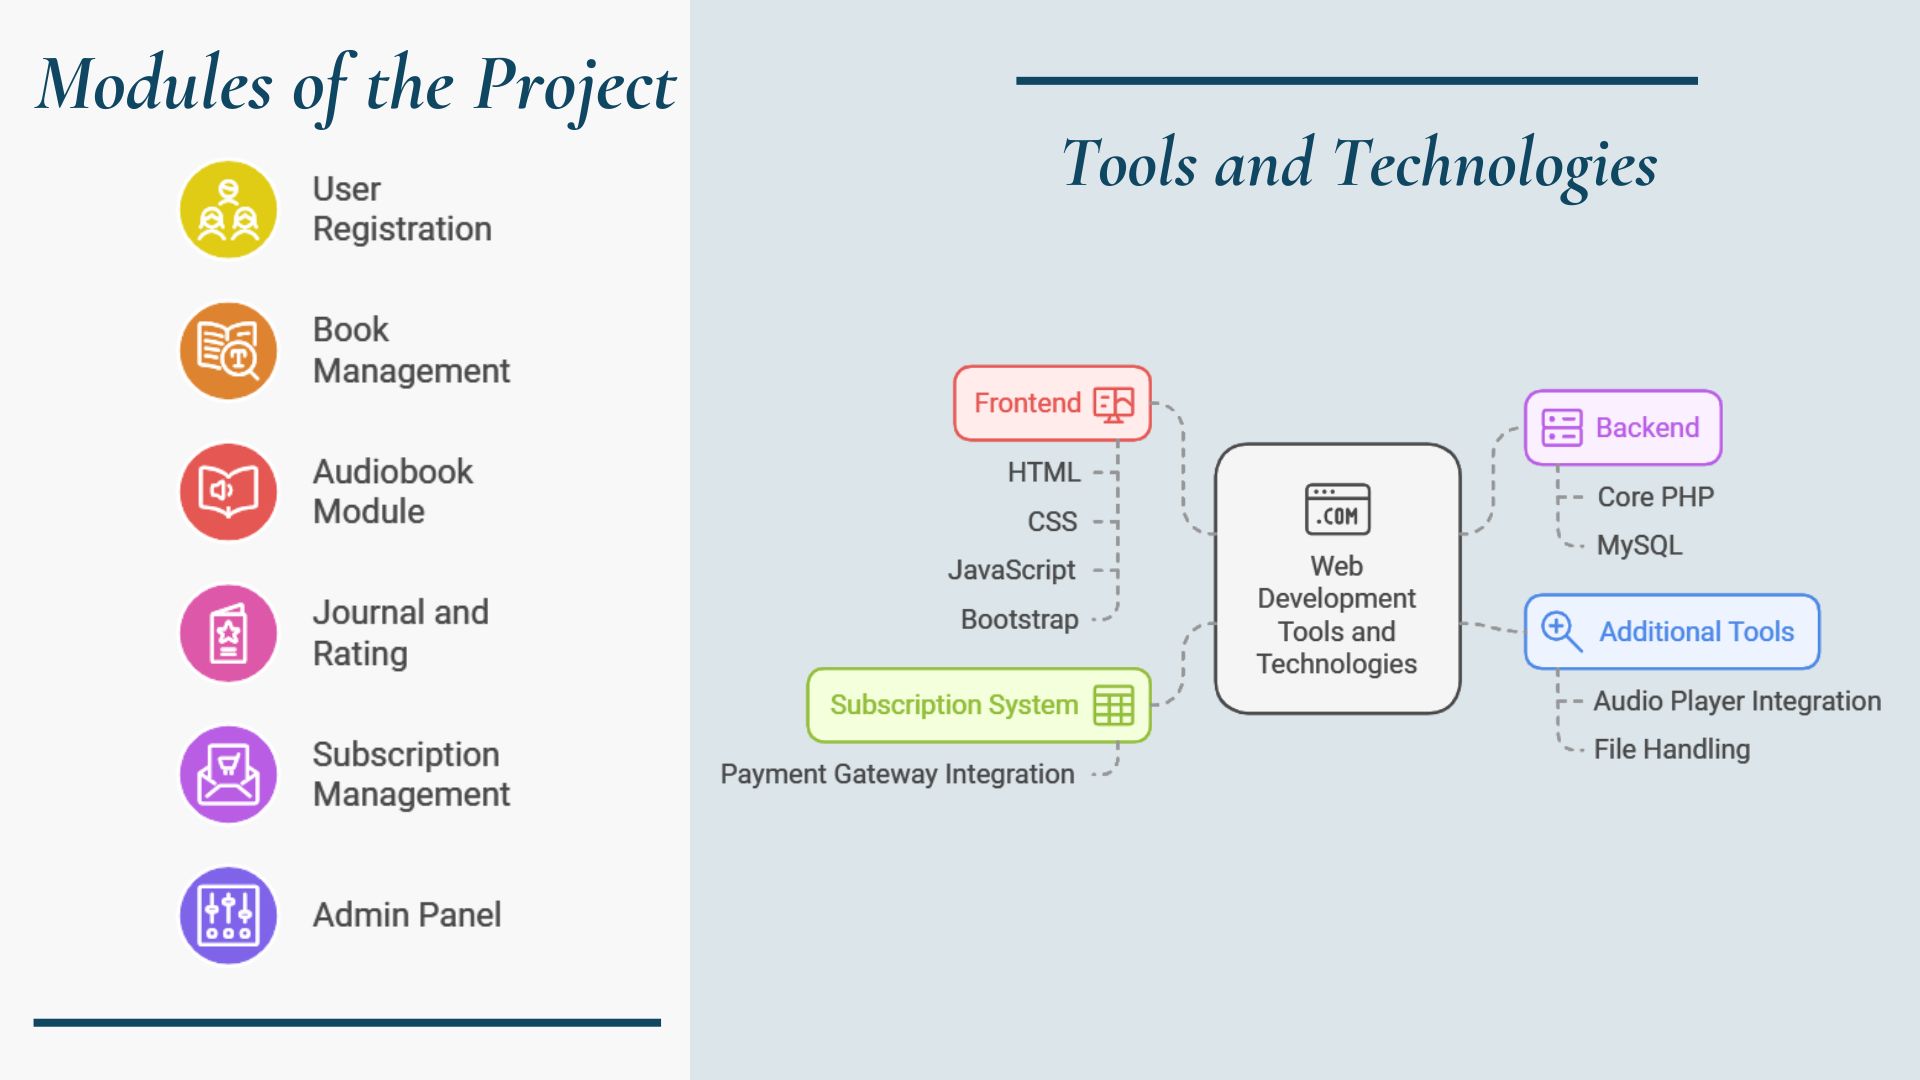 Modules of the Project
User
Registration
Book
Management
Audiobook
Module
Journal and
Rating
Subscription
Management
Admin Panel
Tools and Technologies
Frontend
HTML
CSS
JavaScript
Bootstrap
Subscription System
Payment Gateway Integration
.COM
Web
Development
Tools and
Technologies
Backend
Core PHP
MySQL
Additional Tools
Audio Player Integration
File Handling